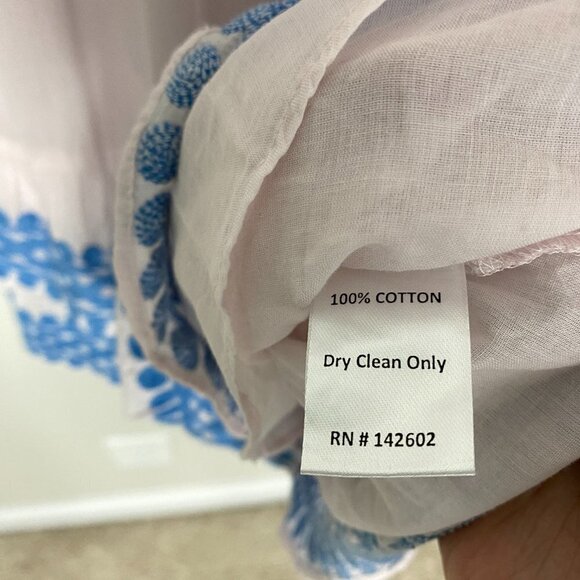 100% COTTON
Dry Clean Only
RN # 142602